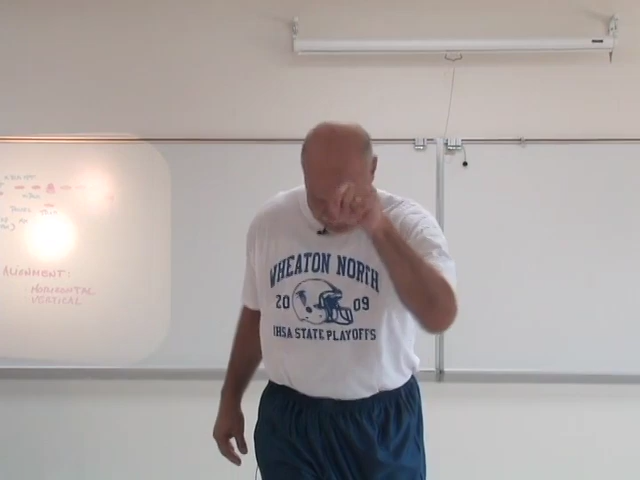 ALIGNMENT:
HORIZONTAL
VERTICAL
WHEATON NORTH
20 09
IHSA STATE PLAYOFFS